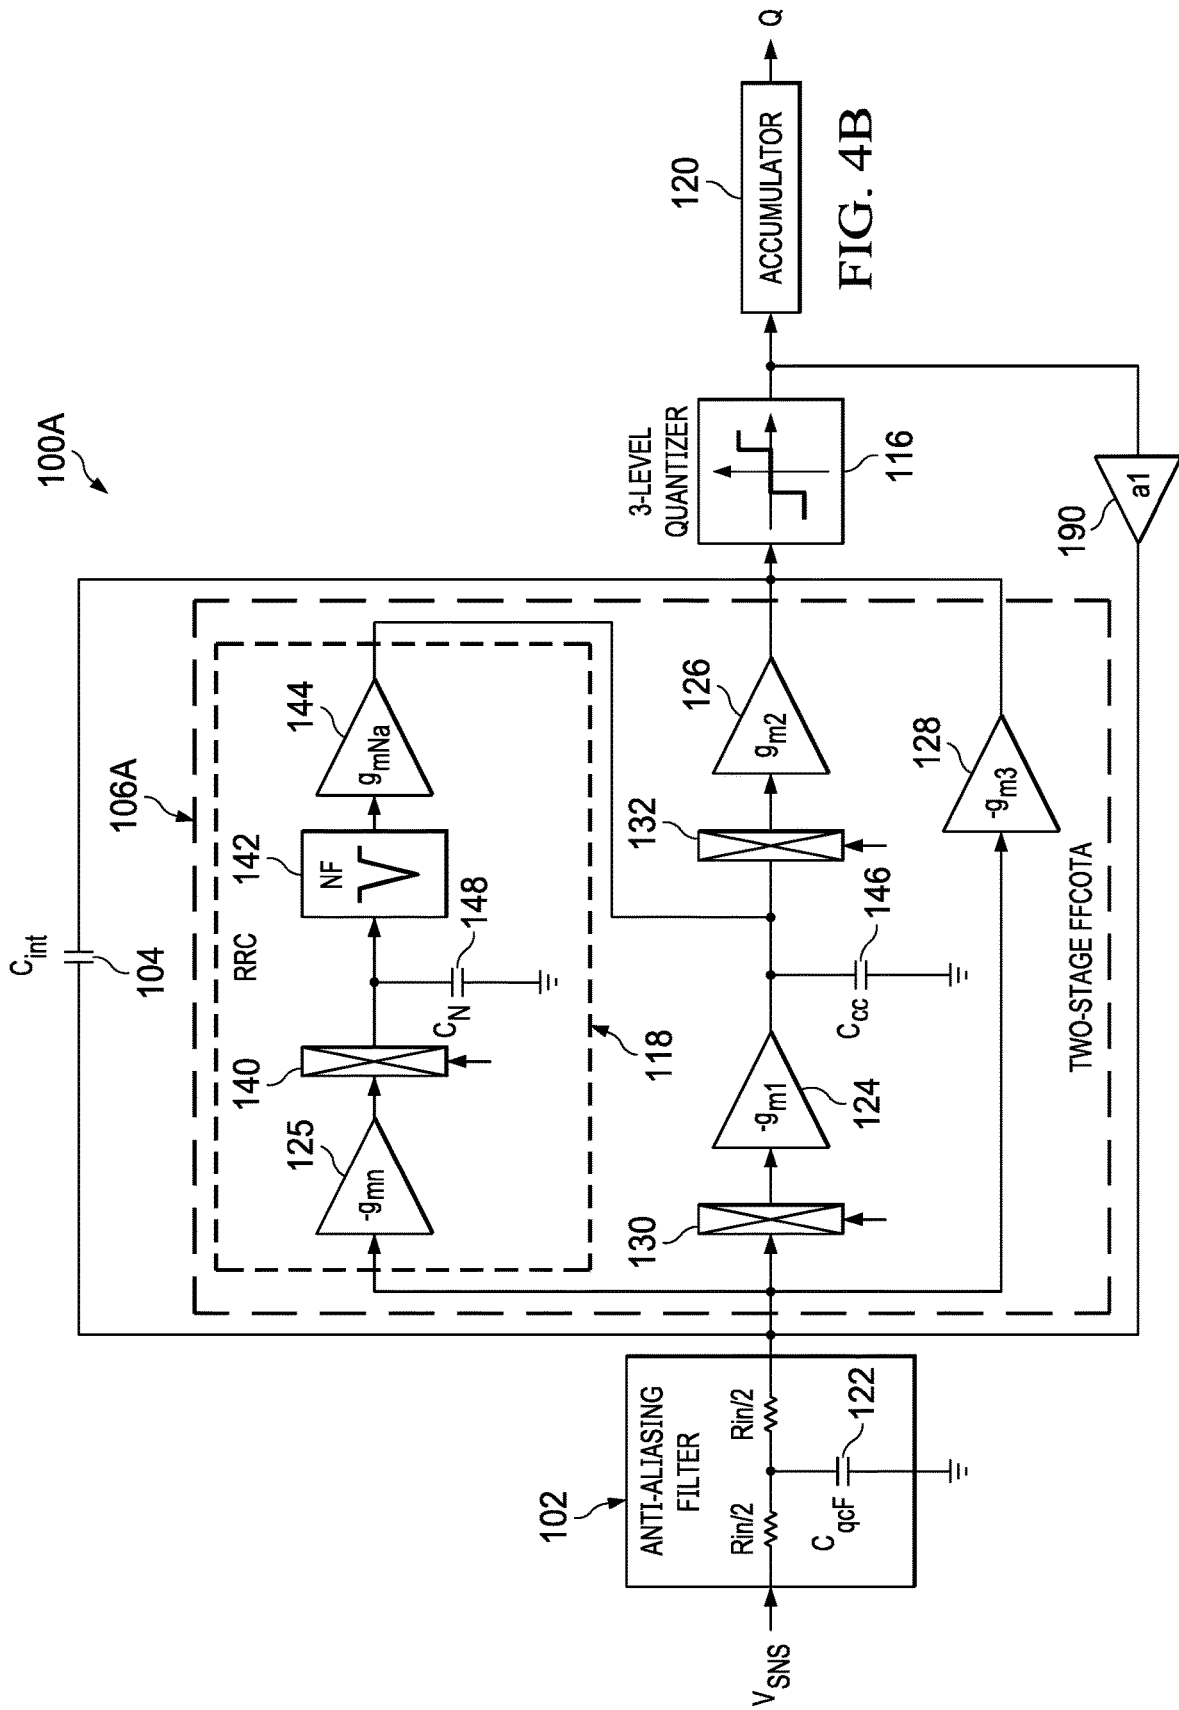 100A
C_int
104
106A
RRC
125
-g_mn
140
C_N
148
142
NF
144
g_mNa
118
102
ANTI-ALIASING
FILTER
V_SNS
Rin/2
Rin/2
C_qcF
122
130
-g_m1
124
C_cc
146
132
126
g_m2
128
-g_m3
TWO-STAGE FFCOTA
3-LEVEL
QUANTIZER
116
190
a1
120
ACCUMULATOR
Q
FIG. 4B